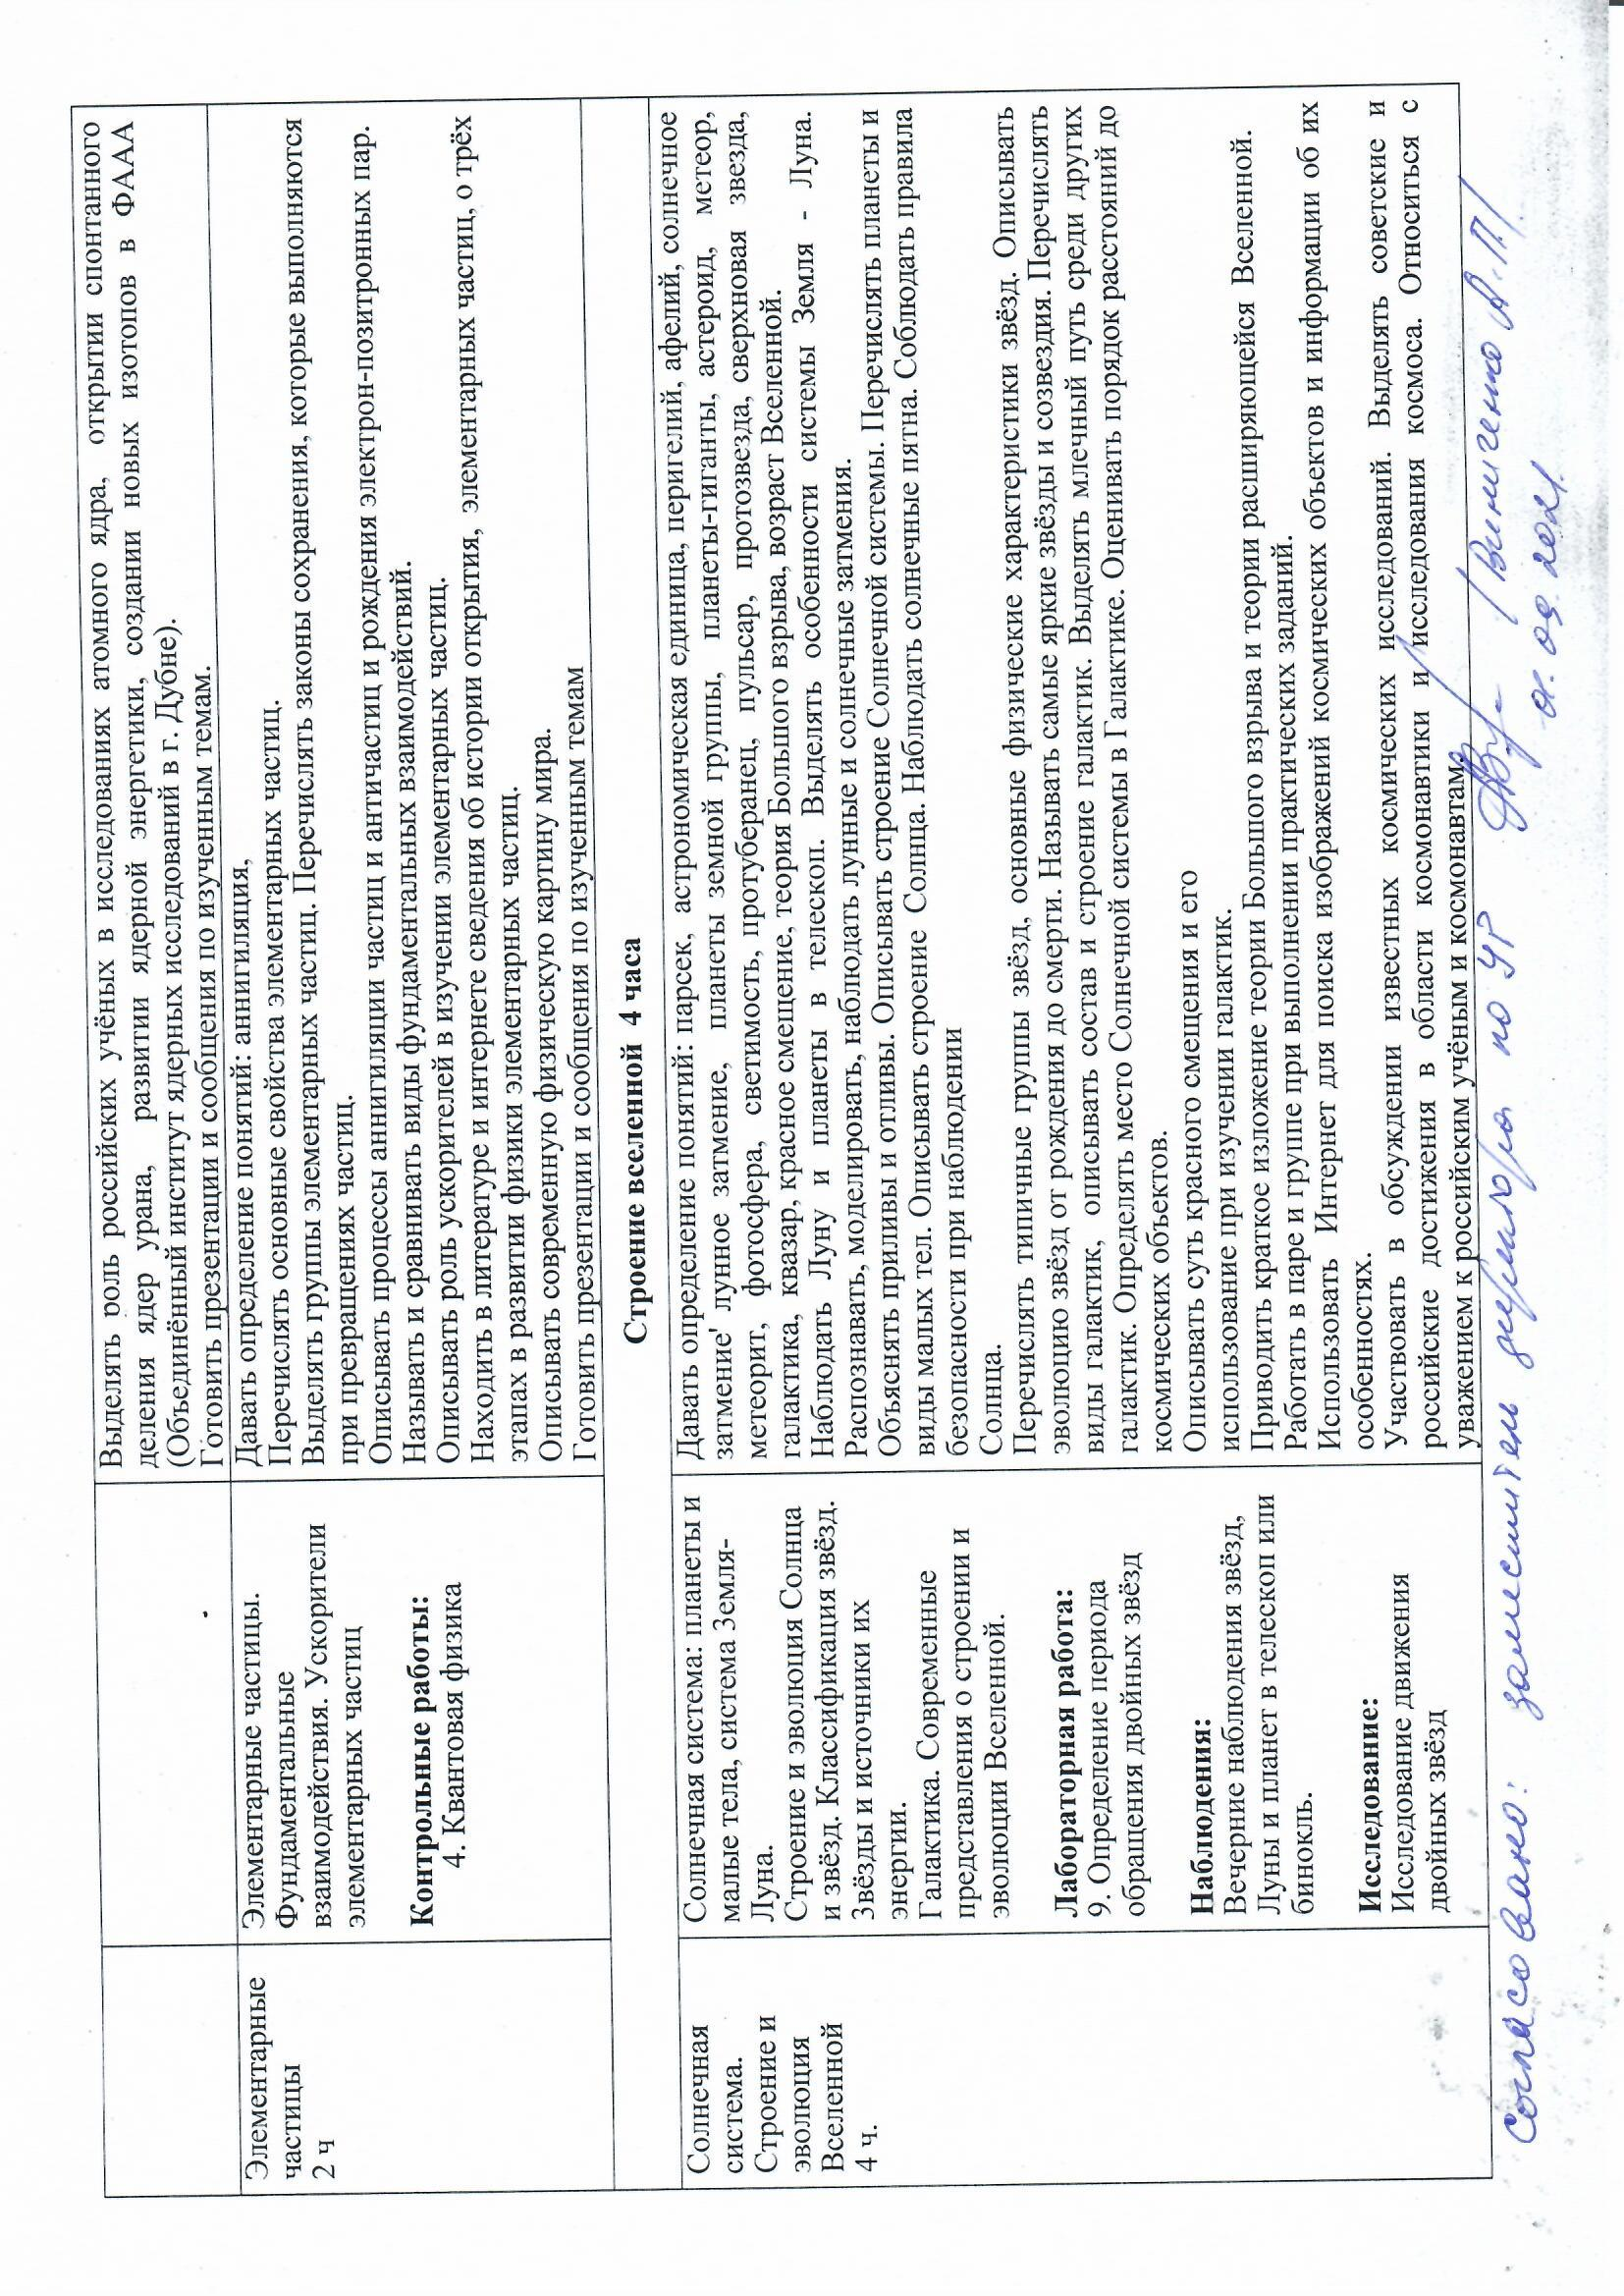 Выделять роль российских учёных в исследованиях атомного ядра, открытии спонтанного
деления ядер урана, развитии ядерной энергетики, создании новых изотопов в ФААА
(Объединённый институт ядерных исследований в г. Дубне).
Готовить презентации и сообщения по изученным темам.
Элементарные
частицы
2 ч
Элементарные частицы.
Фундаментальные
взаимодействия. Ускорители
элементарных частиц
Контрольные работы:
4. Квантовая физика
Давать определение понятий: аннигиляция,
Перечислять основные свойства элементарных частиц.
Выделять группы элементарных частиц. Перечислять законы сохранения, которые выполняются
при превращениях частиц.
Описывать процессы аннигиляции частиц и античастиц и рождения электрон-позитронных пар.
Называть и сравнивать виды фундаментальных взаимодействий.
Описывать роль ускорителей в изучении элементарных частиц.
Находить в литературе и интернете сведения об истории открытия, элементарных частиц, о трёх
этапах в развитии физики элементарных частиц.
Описывать современную физическую картину мира.
Готовить презентации и сообщения по изученным темам
Строение вселенной 4 часа
Солнечная
система.
Строение и
эволюция
Вселенной
4 ч.
Солнечная система: планеты и
малые тела, система Земля-
Луна.
Строение и эволюция Солнца
и звёзд. Классификация звёзд.
Звёзды и источники их
энергии.
Галактика. Современные
представления о строении и
эволюции Вселенной.
Лабораторная работа:
9. Определение периода
обращения двойных звёзд
Наблюдения:
Вечерние наблюдения звёзд,
Луны и планет в телескоп или
бинокль.
Исследование:
Исследование движения
двойных звёзд
Давать определение понятий: парсек, астрономическая единица, перигелий, афелий, солнечное
затмение' лунное затмение, планеты земной группы, планеты-гиганты, астероид, метеор,
метеорит, фотосфера, светимость, протуберанец, пульсар, протозвезда, сверхновая звезда,
галактика, квазар, красное смещение, теория Большого взрыва, возраст Вселенной.
Наблюдать Луну и планеты в телескоп. Выделять особенности системы Земля - Луна.
Распознавать, моделировать, наблюдать лунные и солнечные затмения.
Объяснять приливы и отливы. Описывать строение Солнечной системы. Перечислять планеты и
виды малых тел. Описывать строение Солнца. Наблюдать солнечные пятна. Соблюдать правила
безопасности при наблюдении
Солнца.
Перечислять типичные группы звёзд, основные физические характеристики звёзд. Описывать
эволюцию звёзд от рождения до смерти. Называть самые яркие звёзды и созвездия. Перечислять
виды галактик, описывать состав и строение галактик. Выделять млечный путь среди других
галактик. Определять место Солнечной системы в Галактике. Оценивать порядок расстояний до
космических объектов.
Описывать суть красного смещения и его
использование при изучении галактик.
Приводить краткое изложение теории Большого взрыва и теории расширяющейся Вселенной.
Работать в паре и группе при выполнении практических заданий.
Использовать Интернет для поиска изображений космических объектов и информации об их
особенностях.
Участвовать в обсуждении известных космических исследований. Выделять советские и
российские достижения в области космонавтики и исследования космоса. Относиться с
уважением к российским учёным и космонавтам.
Согласовано: заместитель директора по УР